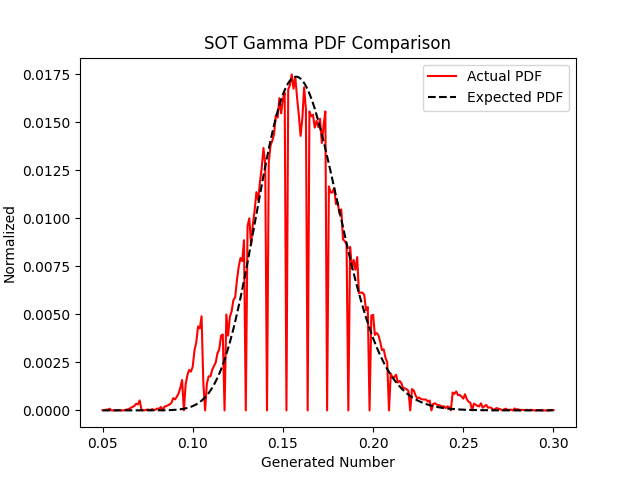 SOT Gamma PDF Comparison
Actual PDF
Expected PDF
Normalized
0.0175
0.0150
0.0125
0.0100
0.0075
0.0050
0.0025
0.0000
0.05 0.10 0.15 0.20 0.25 0.30
Generated Number